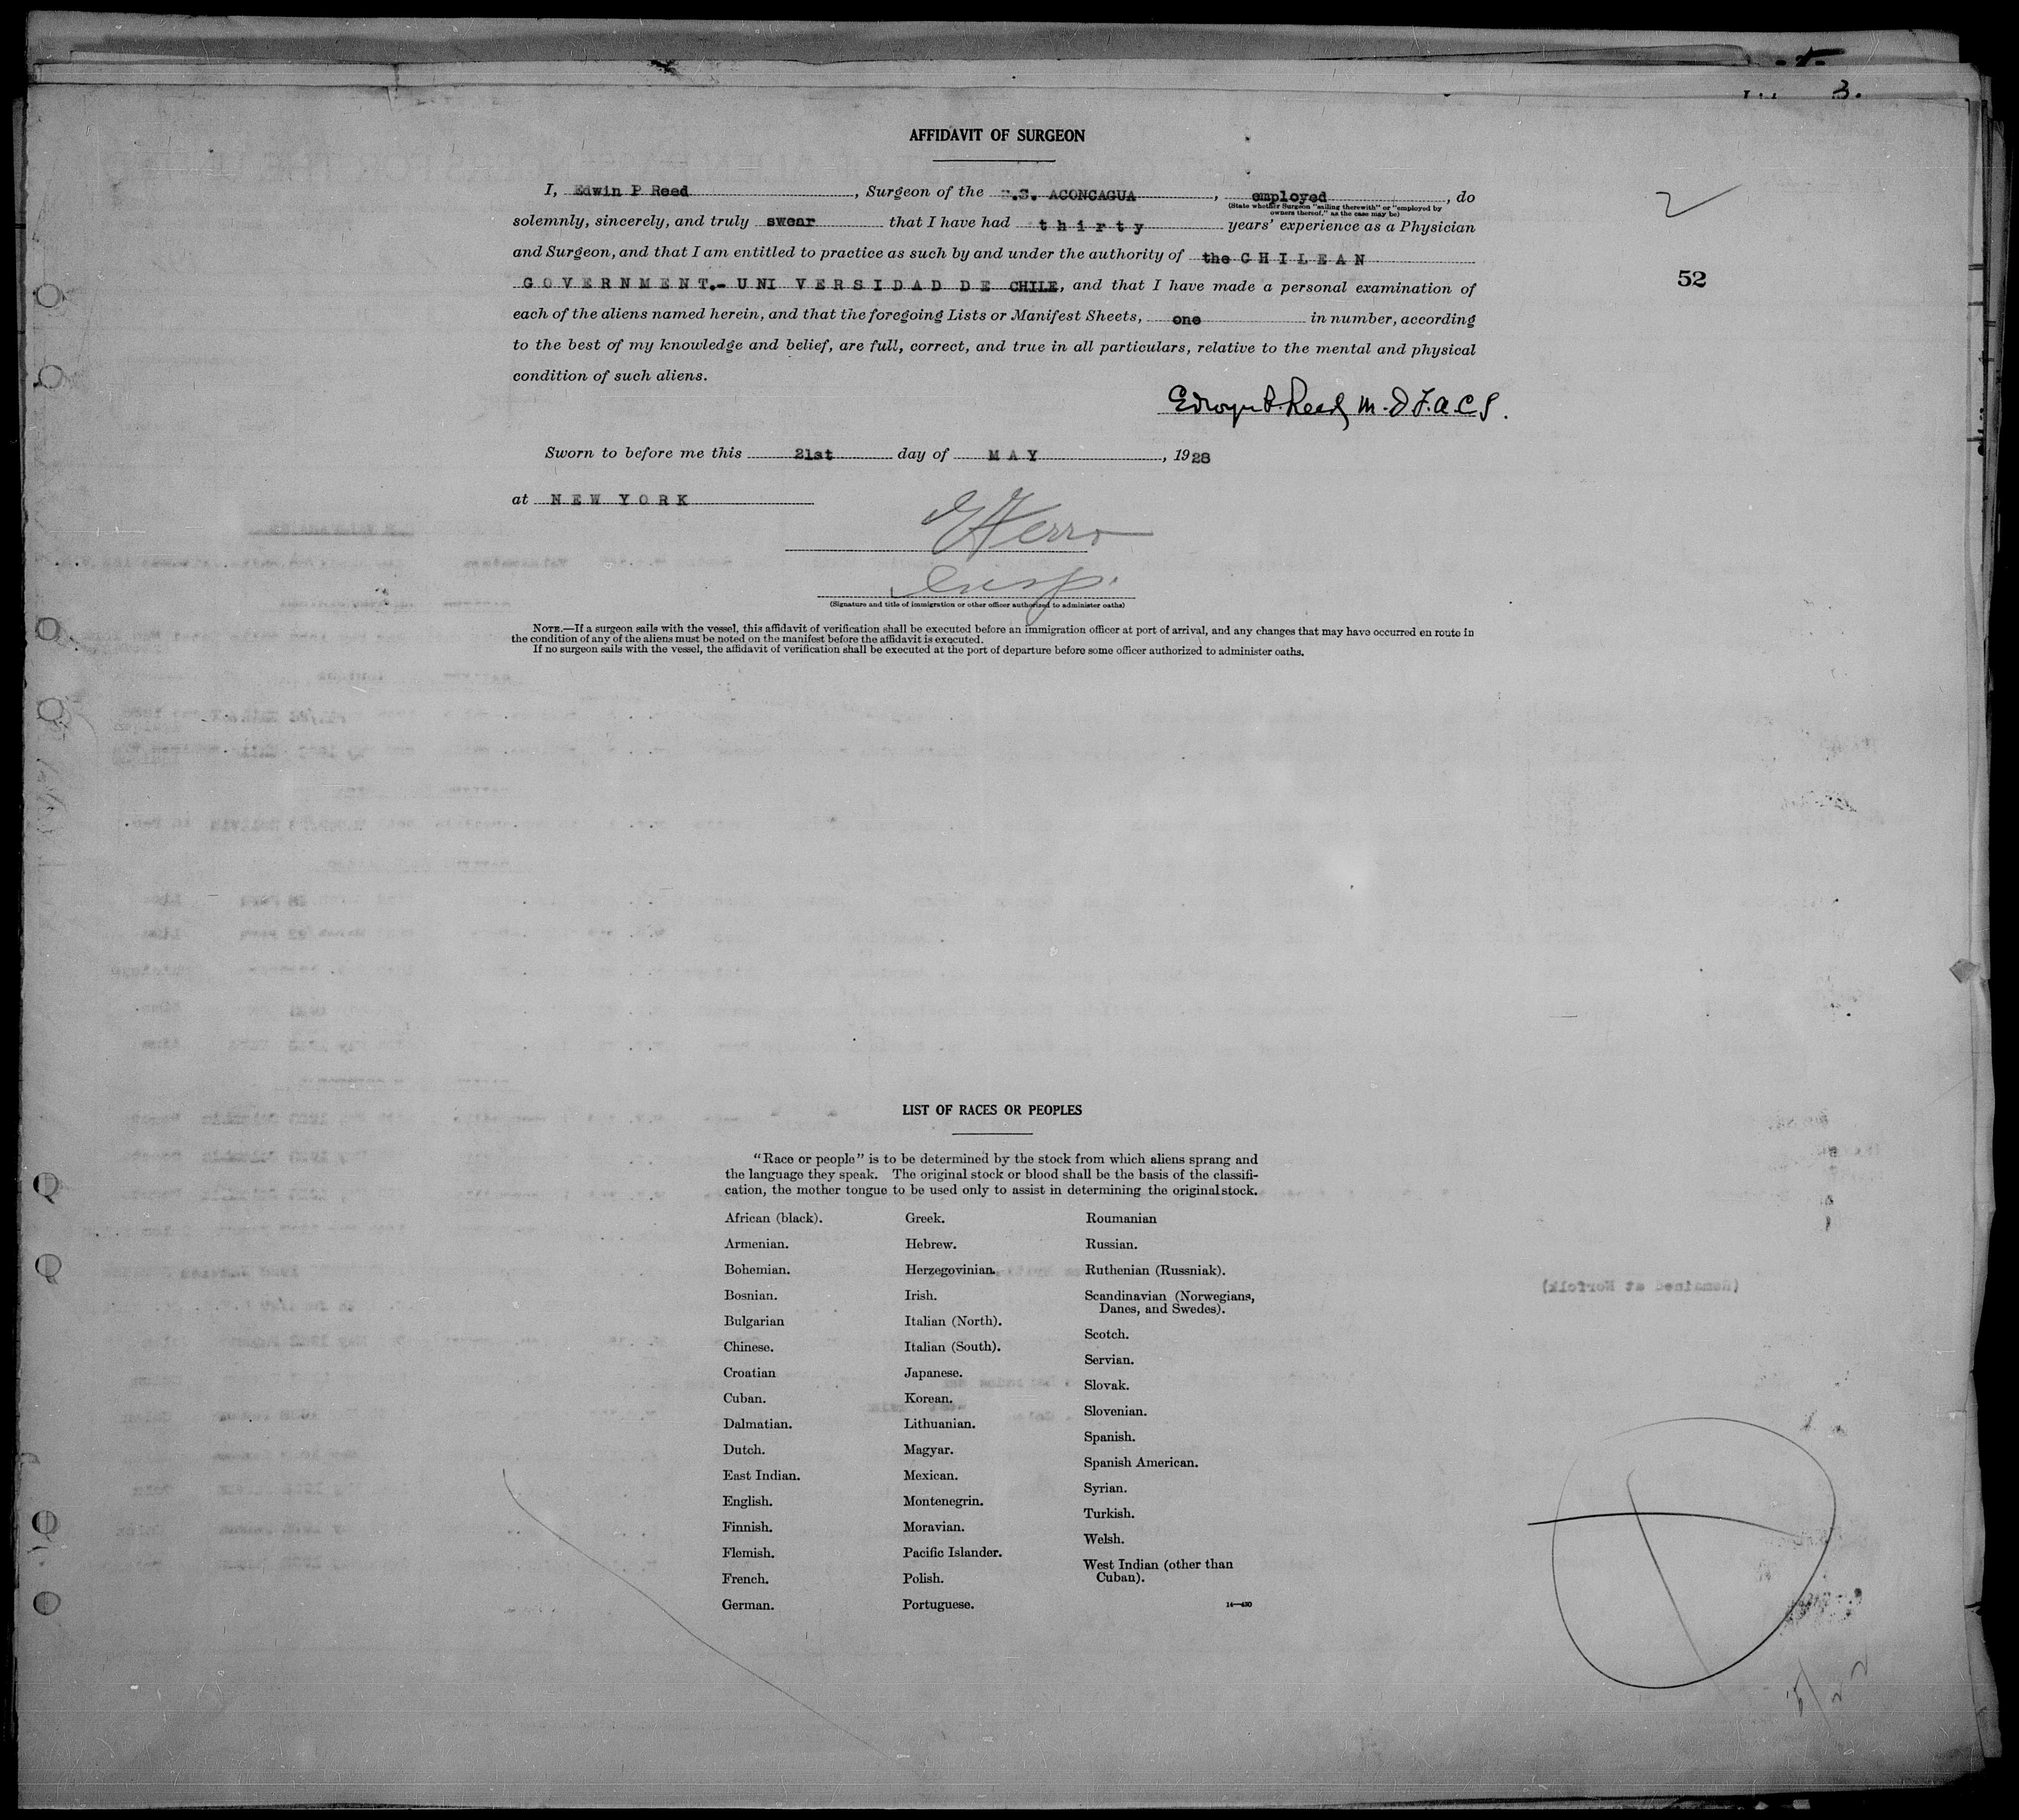 3.
AFFIDAVIT OF SURGEON
I, Edwin P Reed, Surgeon of the S.S. ACONCAGUA, employed, do
(State whether Surgeon "sailing therewith" or "employed by
owners thereof," as the case may be)
solemnly, sincerely, and truly swear that I have had thirty years' experience as a Physician
and Surgeon, and that I am entitled to practice as such by and under the authority of the CHILEAN
GOVERNMENT.- UNI VERSIDAD DE CHILE, and that I have made a personal examination of
each of the aliens named herein, and that the foregoing Lists or Manifest Sheets, one in number, according
to the best of my knowledge and belief, are full, correct, and true in all particulars, relative to the mental and physical
condition of such aliens.
2
52
Edwyn P. Reed M.D F.A.C.S.
Sworn to before me this 21st day of MAY, 1928
at NEW YORK
Insp.
(Signature and title of immigration or other officer authorized to administer oaths)
NOTE.—If a surgeon sails with the vessel, this affidavit of verification shall be executed before an immigration officer at port of arrival, and any changes that may have occurred en route in
the condition of any of the aliens must be noted on the manifest before the affidavit is executed.
If no surgeon sails with the vessel, the affidavit of verification shall be executed at the port of departure before some officer authorized to administer oaths.
LIST OF RACES OR PEOPLES
"Race or people" is to be determined by the stock from which aliens sprang and
the language they speak. The original stock or blood shall be the basis of the classifi-
cation, the mother tongue to be used only to assist in determining the original stock.
African (black).
Armenian.
Bohemian.
Bosnian.
Bulgarian
Chinese.
Croatian
Cuban.
Dalmatian.
Dutch.
East Indian.
English.
Finnish.
Flemish.
French.
German.
Greek.
Hebrew.
Herzegovinian.
Irish.
Italian (North).
Italian (South).
Japanese.
Korean.
Lithuanian.
Magyar.
Mexican.
Montenegrin.
Moravian.
Pacific Islander.
Polish.
Portuguese.
Roumanian
Russian.
Ruthenian (Russniak).
Scandinavian (Norwegians,
Danes, and Swedes).
Scotch.
Servian.
Slovak.
Slovenian.
Spanish.
Spanish American.
Syrian.
Turkish.
Welsh.
West Indian (other than
Cuban).
14—430
(Remained at Norfolk)
5/22